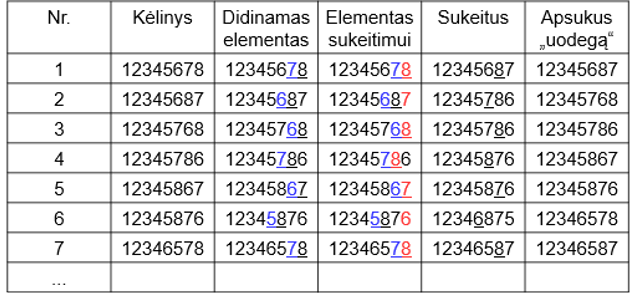 Nr. Kėlinys Didinamas elementas Elementas sukeitimui Sukeitus Apsukus „uodegą“
1 12345678 12345678 12345678 12345687 12345687
2 12345687 12345687 12345687 12345786 12345768
3 12345768 12345768 12345768 12345786 12345786
4 12345786 12345786 12345786 12345876 12345867
5 12345867 12345867 12345867 12345876 12345876
6 12345876 12345876 12345876 12346875 12346578
7 12346578 12346578 12346578 12346587 12346587
...